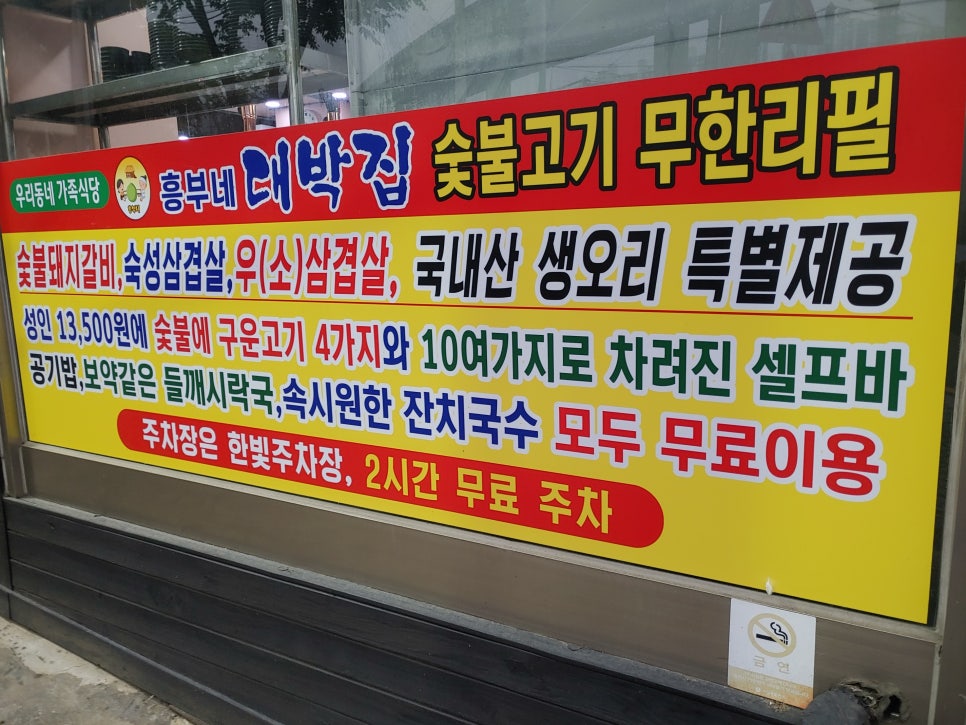 우리동네 가족식당 흥부네 대박집 숯불고기 무한리필
숯불돼지갈비,숙성삼겹살,우(소)삼겹살, 국내산 생오리 특별제공
성인 13,500원에 숯불에 구운고기 4가지와 10여가지로 차려진 셀프바
공기밥,보약같은 들깨시락국,속시원한 잔치국수 모두 무료이용
주차장은 한빛주차장, 2시간 무료 주차
금연